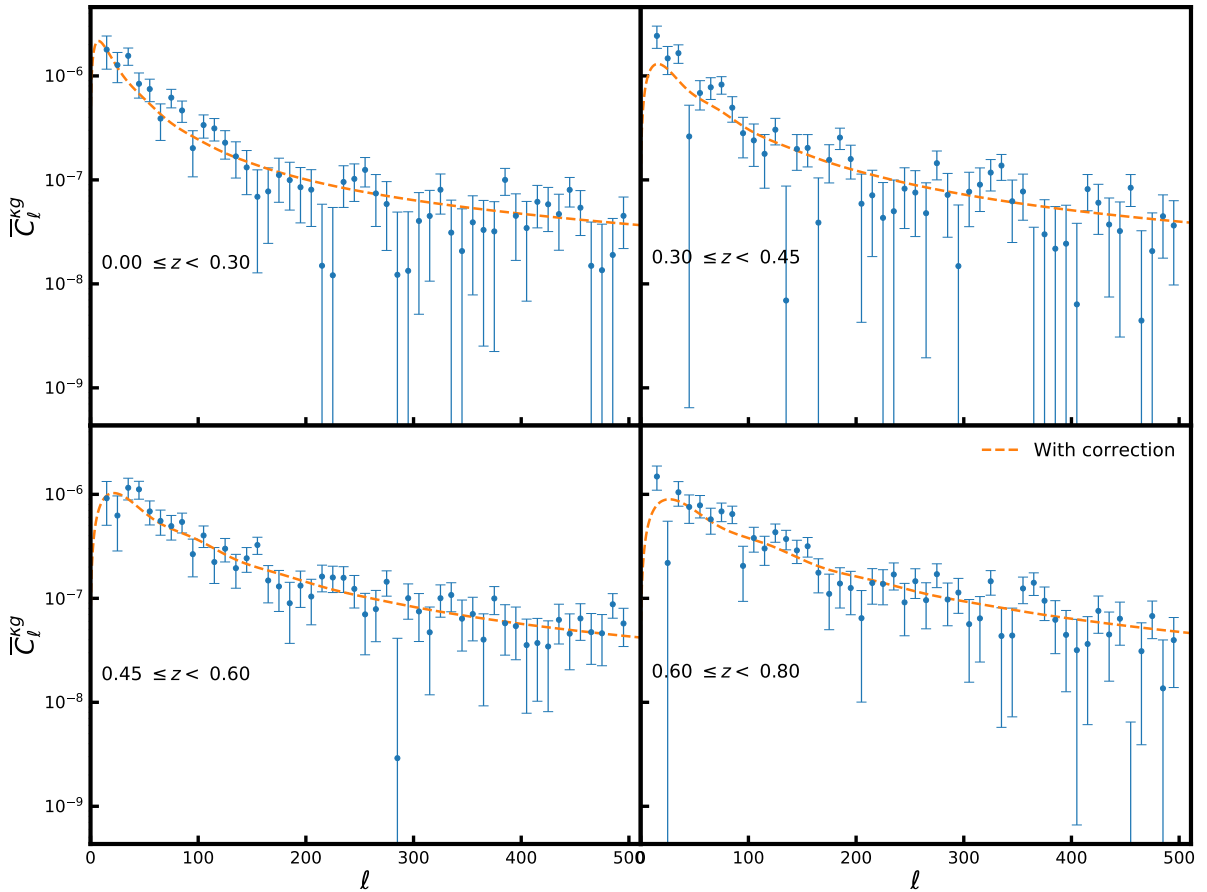 10⁻⁶
10⁻⁷
10⁻⁸
10⁻⁹
C̅ℓ^κg
0.00 ≤ z < 0.30
0.30 ≤ z < 0.45
10⁻⁶
10⁻⁷
10⁻⁸
10⁻⁹
C̅ℓ^κg
0.45 ≤ z < 0.60
With correction
0.60 ≤ z < 0.80
0 100 200 300 400 500
0 100 200 300 400 500
ℓ ℓ